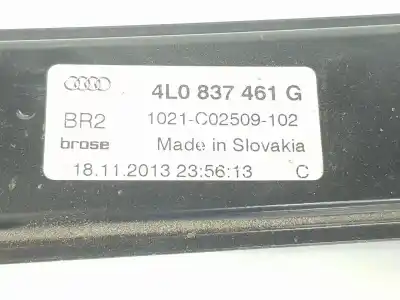 4L0 837 461 G
BR2 1021-C02509-102
brose Made in Slovakia
18.11.2013 23:56:13 C